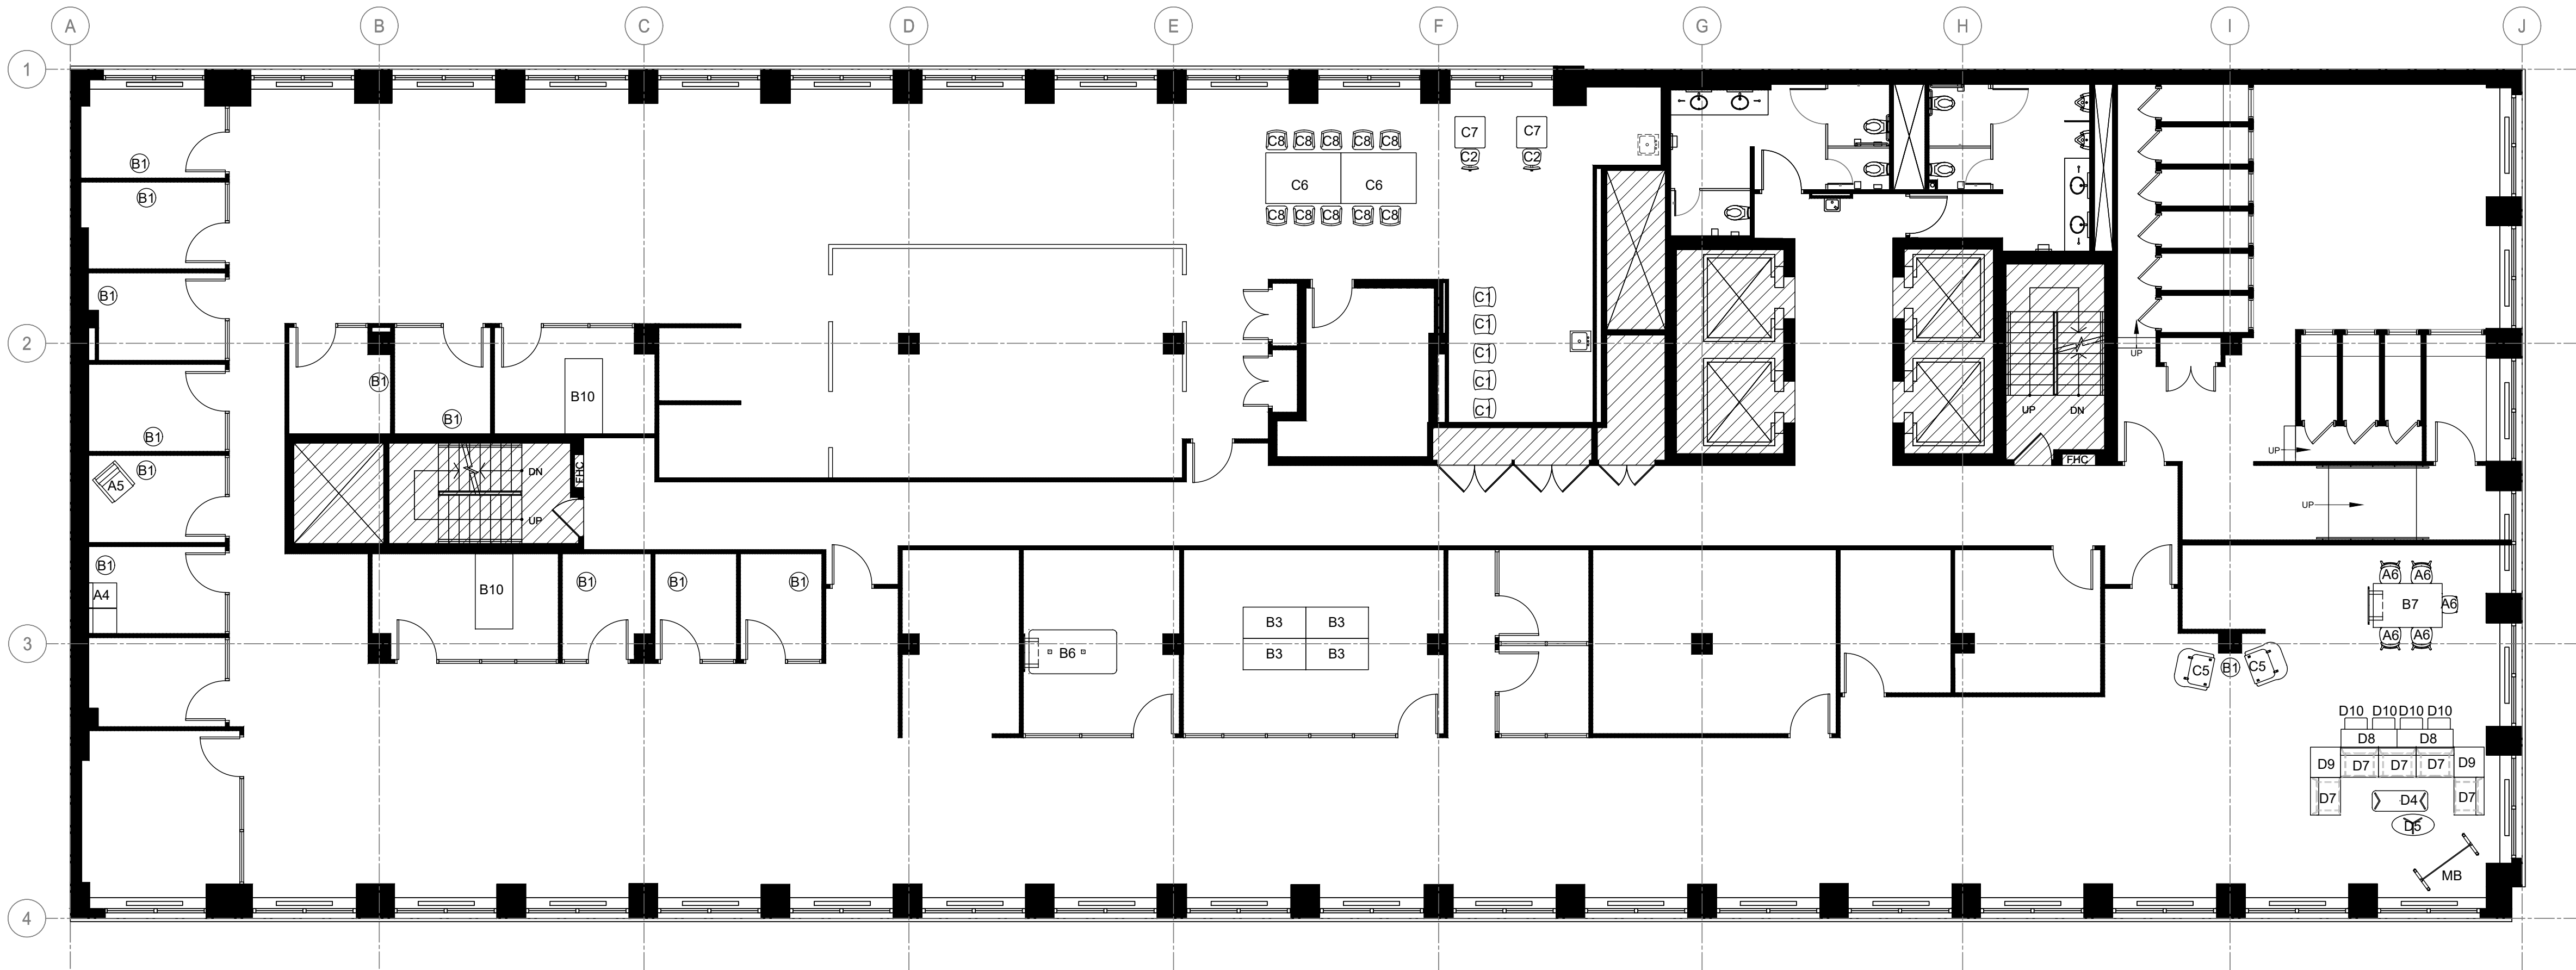 A B C D E F G H I J
1
C8 C8 C8 C8 C8 C7 C7
C2 C2
B1
C6 C6
B1
C8 C8 C8 C8 C8
B1 C1
C1
2
UP
C1
B1 C1
B10
C1
B1 UP DN
B1
UP
FHC
B1 DN FHC
A5
UP
UP
B1 A6 A6
B1 B1 B1
B10
A4 B7 A6
B3 B3
A6 A6
3
B6 B3 B3
C5 B1 C5
D10 D10 D10 D10
D8 D8
D9 D7 D7 D7 D9
D7 D4 D7
D5
MB
4